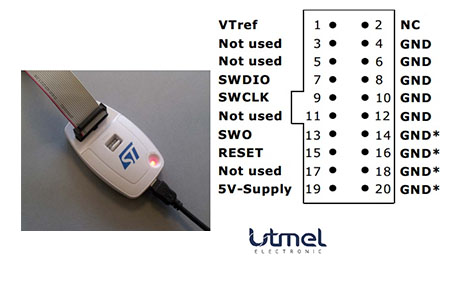 VTref 1 2 NC
Not used 3 4 GND
Not used 5 6 GND
SWDIO 7 8 GND
SWCLK 9 10 GND
Not used 11 12 GND
SWO 13 14 GND*
RESET 15 16 GND*
Not used 17 18 GND*
5V-Supply 19 20 GND*
ST
Utmel
ELECTRONIC